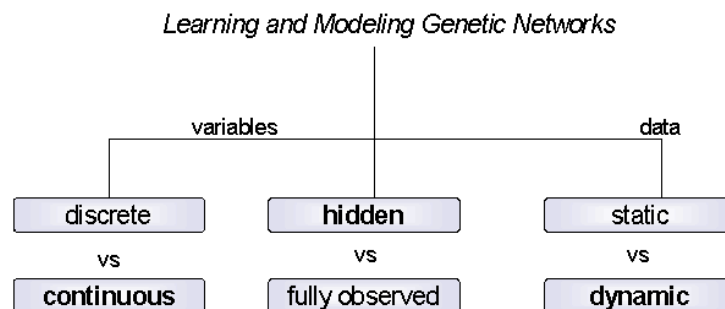 Learning and Modeling Genetic Networks
variables data
discrete hidden static
vs vs vs
continuous fully observed dynamic